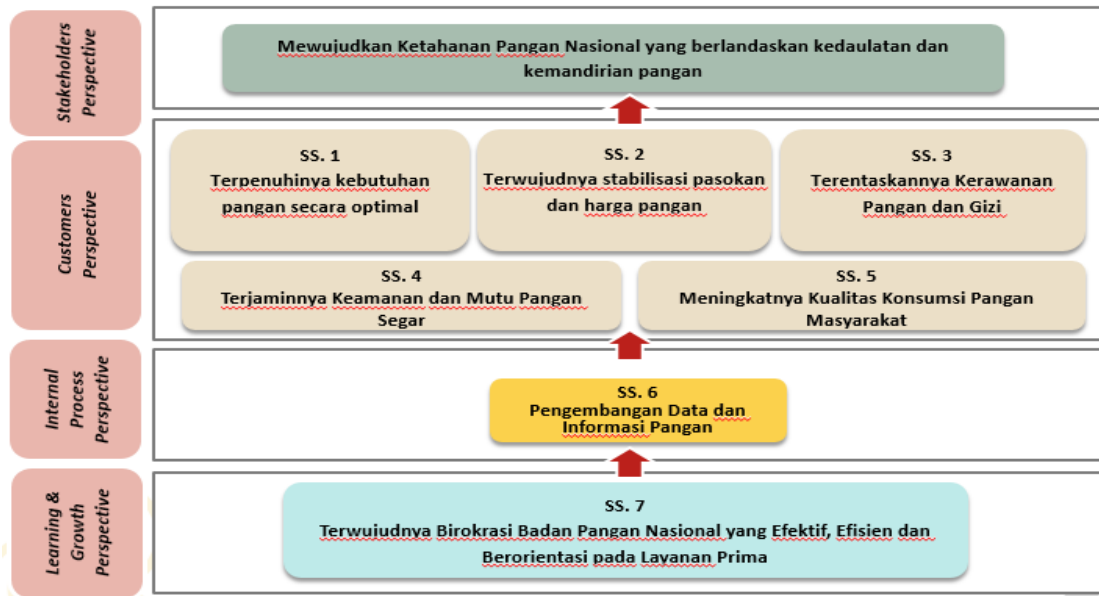 Stakeholders
Perspective
Mewujudkan Ketahanan Pangan Nasional yang berlandaskan kedaulatan dan
kemandirian pangan
Customers
Perspective
SS. 1
Terpenuhinya kebutuhan
pangan secara optimal
SS. 2
Terwujudnya stabilisasi pasokan
dan harga pangan
SS. 3
Terentaskannya Kerawanan
Pangan dan Gizi
SS. 4
Terjaminnya Keamanan dan Mutu Pangan
Segar
SS. 5
Meningkatnya Kualitas Konsumsi Pangan
Masyarakat
Internal
Process
Perspective
SS. 6
Pengembangan Data dan
Informasi Pangan
Learning &
Growth
Perspective
SS. 7
Terwujudnya Birokrasi Badan Pangan Nasional yang Efektif, Efisien dan
Berorientasi pada Layanan Prima